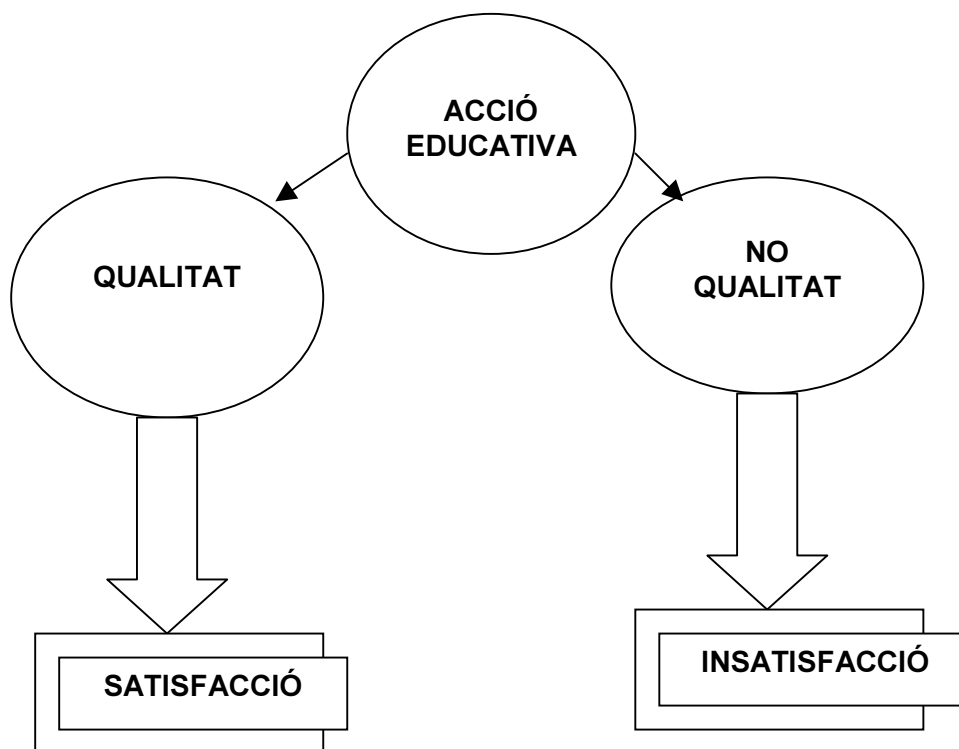 ACCIÓ
EDUCATIVA
QUALITAT
NO
QUALITAT
SATISFACCIÓ
INSATISFACCIÓ